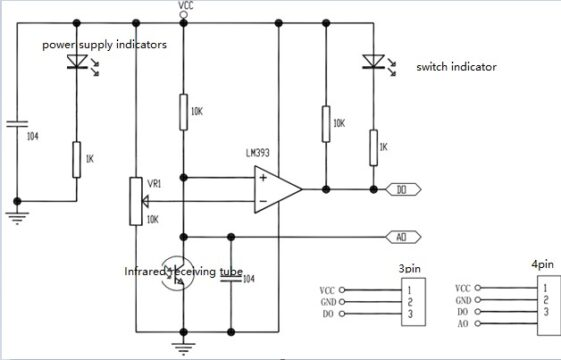 VCC
power supply indicators
switch indicator
10K
104
1K
LM393
10K
1K
VR1
10K
+
−
DO
AO
Infrared receiving tube
104
3pin
VCC 1
GND 2
DO 3
4pin
VCC 1
GND 2
DO 3
AO 4